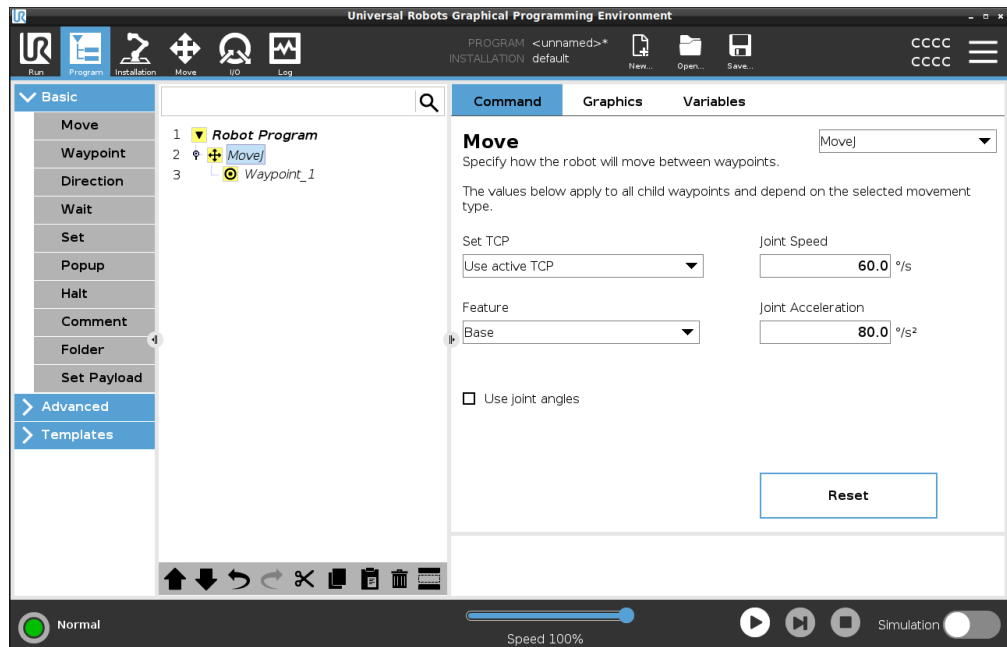 Universal Robots Graphical Programming Environment
UR
Run
Program
Installation
Move
I/O
Log
PROGRAM <unnamed>*
INSTALLATION default
New...
Open...
Save...
CCCC
CCCC
Basic
Move
Waypoint
Direction
Wait
Set
Popup
Halt
Comment
Folder
Set Payload
Advanced
Templates
1 Robot Program
2 MoveJ
3 Waypoint_1
Command Graphics Variables
Move
MoveJ
Specify how the robot will move between waypoints.
The values below apply to all child waypoints and depend on the selected movement
type.
Set TCP
Joint Speed
Use active TCP
60.0 °/s
Feature
Joint Acceleration
Base
80.0 °/s²
Use joint angles
Reset
Normal
Speed 100%
Simulation